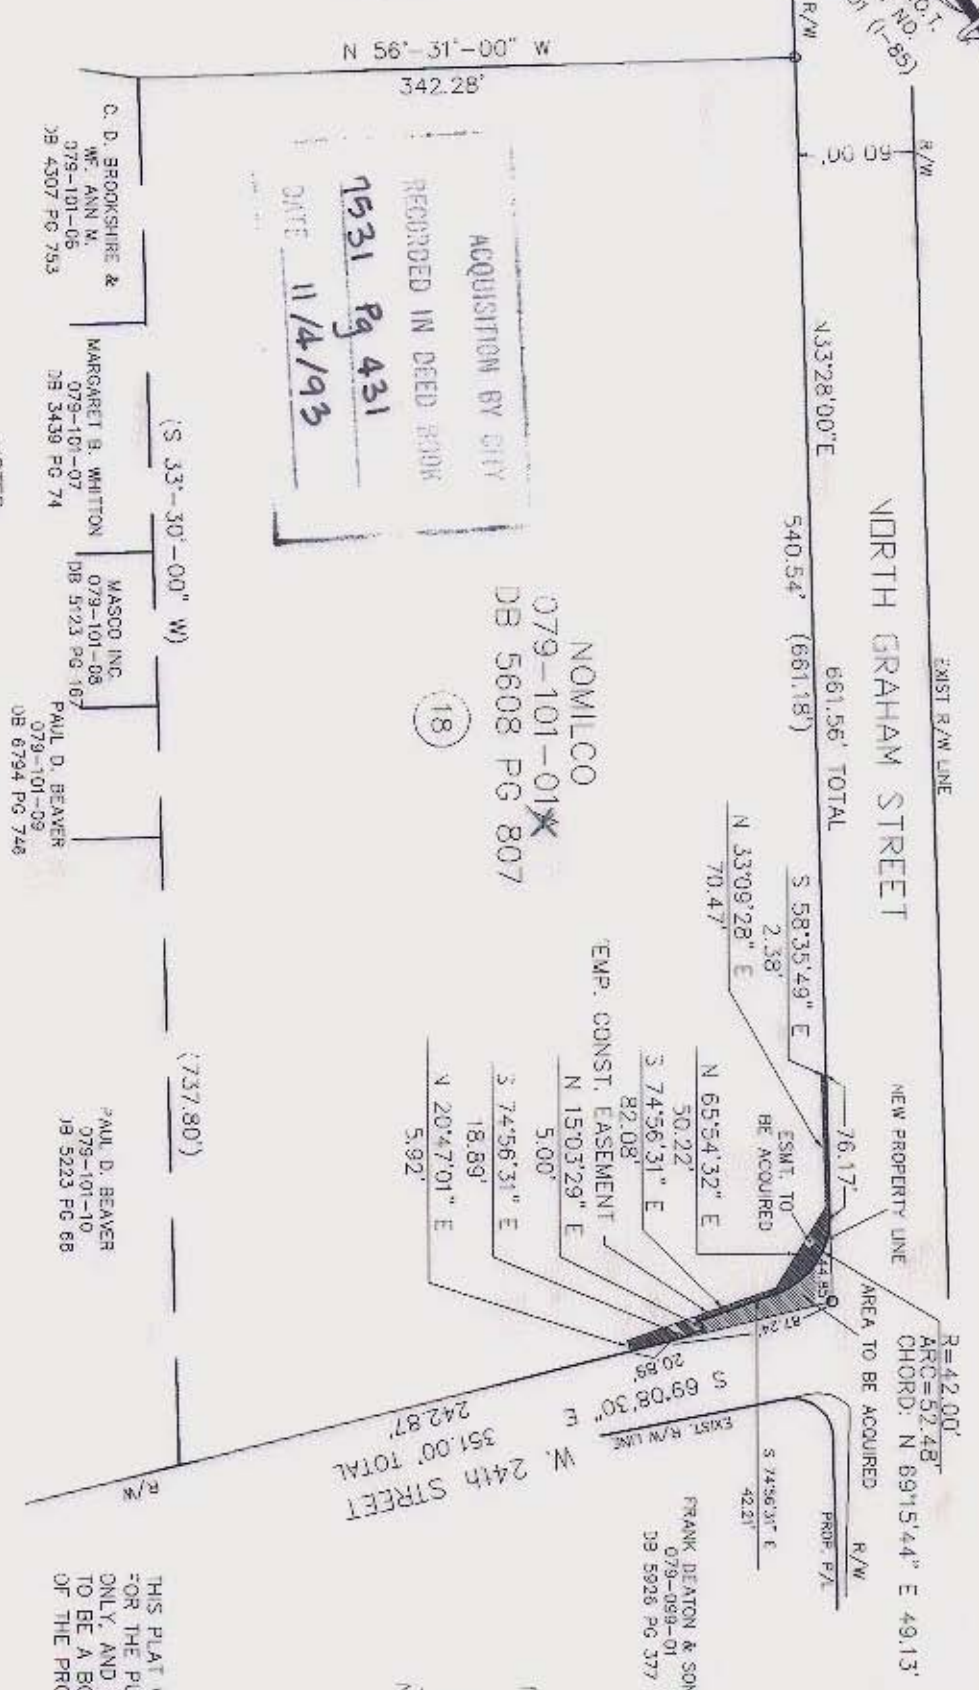 O.T.
ND.
01 (I-85)
R/W
R/W
60.00'
N 56°-31'-00" W
342.28'
C. D. BROOKSHIRE &
WF. ANN M.
079-101-06
DB 4307 PG 753
MARGARET B. WHITTON
079-101-07
DB 3439 PG 74
MASCO INC.
079-101-08
DB 5123 PG 167
PAUL D. BEAVER
079-101-09
DB 6794 PG 746
PAUL D. BEAVER
079-101-10
DB 5223 PG 68
(S 33°-30'-00" W)
(737.80')
ACQUISITION BY CITY
RECORDED IN DEED BOOK
7531 Pg 431
DATE 11/4/93
NOMILCO
079-101-01
DB 5608 PG 807
18
EXIST R/W LINE
NORTH GRAHAM STREET
N33°28'00"E
661.56' TOTAL
540.54' (661.18')
S 58°35'49" E
2.38'
N 33°09'28" E
70.47'
NEW PROPERTY LINE
76.17'
ESMT. TO
BE ACQUIRED
AREA TO BE ACQUIRED
44.85'
87.24'
N 65°54'32" E
50.22'
S 74°56'31" E
82.08'
TEMP. CONST. EASEMENT
N 15°03'29" E
5.00'
S 74°56'31" E
18.89'
N 20°47'01" E
5.92'
R=42.00'
ARC=52.48'
CHORD: N 69°15'44" E 49.13'
R/W
PROP. P/L
S 74°56'31" E
42.21'
EXIST. R/W LINE
20.89'
S 69°08'30" E
242.87'
351.00' TOTAL
W. 24th STREET
R/W
FRANK DEATON & SON
079-099-01
DB 5926 PG 377
THIS PLAT
FOR THE PU
ONLY, AND
TO BE A BO
OF THE PRO